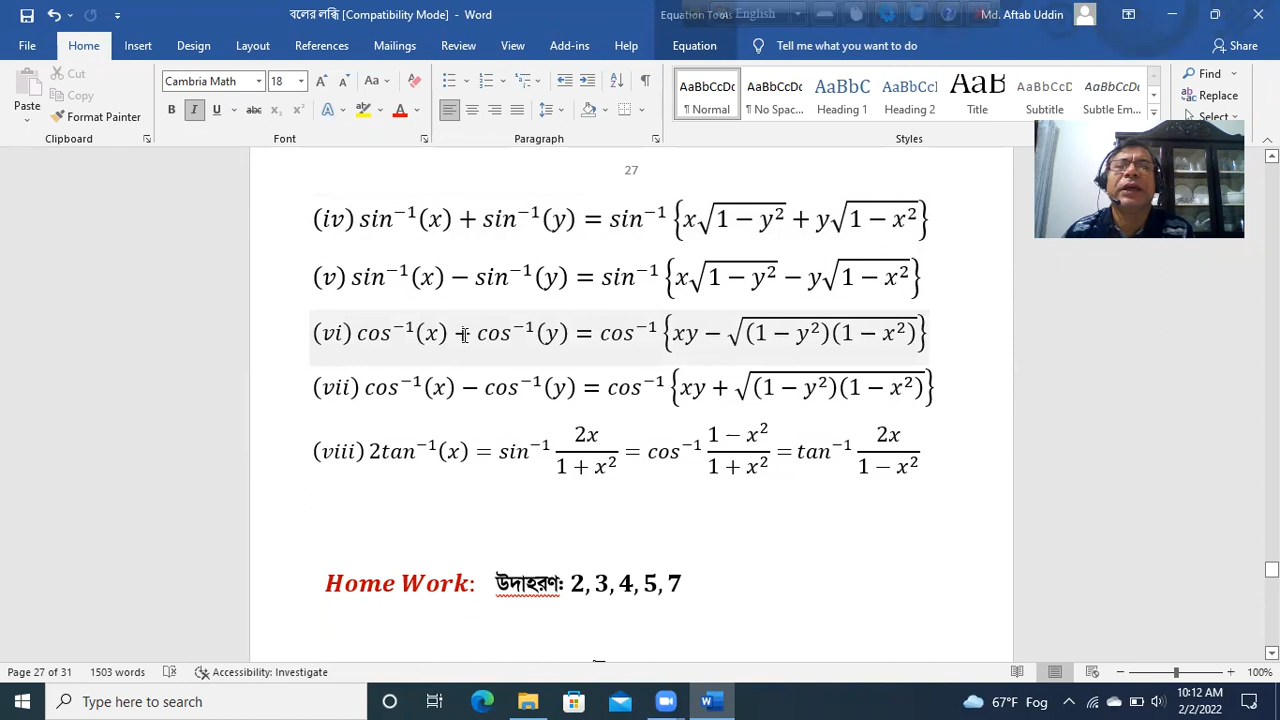 বলের লব্ধি [Compatibility Mode] - Word
Equation Tools
English
Md. Aftab Uddin
File Home Insert Design Layout References Mailings Review View Add-ins Help Equation Tell me what you want to do Share
Paste
Cut
Copy
Format Painter
Clipboard
Cambria Math 18
Font
Paragraph
AaBbCcDc AaBbCcDc AaBbC AaBbCc AaBb AaBbCcDc AaBbCcDc
¶ Normal ¶ No Spac... Heading 1 Heading 2 Title Subtitle Subtle Em...
Styles
Find
Replace
Select
27
(iv) sin⁻¹(x) + sin⁻¹(y) = sin⁻¹ {x√(1 − y²) + y√(1 − x²)}
(v) sin⁻¹(x) − sin⁻¹(y) = sin⁻¹ {x√(1 − y²) − y√(1 − x²)}
(vi) cos⁻¹(x) + cos⁻¹(y) = cos⁻¹ {xy − √((1 − y²)(1 − x²))}
(vii) cos⁻¹(x) − cos⁻¹(y) = cos⁻¹ {xy + √((1 − y²)(1 − x²))}
(viii) 2tan⁻¹(x) = sin⁻¹ 2x/(1 + x²) = cos⁻¹ (1 − x²)/(1 + x²) = tan⁻¹ 2x/(1 − x²)
Home Work: উদাহরণ: 2, 3, 4, 5, 7
Page 27 of 31 1503 words Accessibility: Investigate 100%
Type here to search
67°F Fog
10:12 AM
2/2/2022